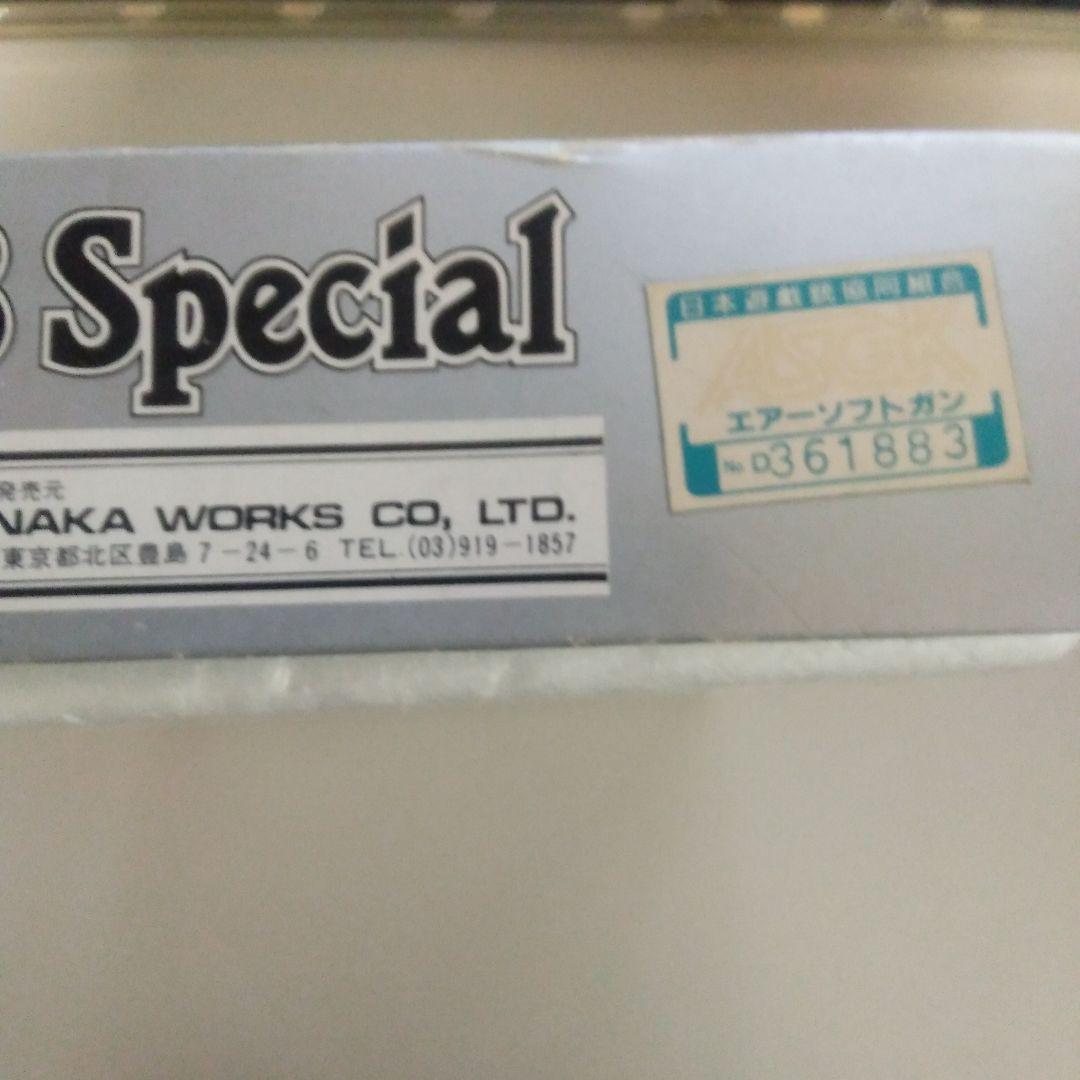 Special
発売元
NAKA WORKS CO, LTD.
東京都北区豊島 7-24-6 TEL.(03)919-1857
日本遊戯銃協同組合
ASGK
エアーソフトガン
No. D361883